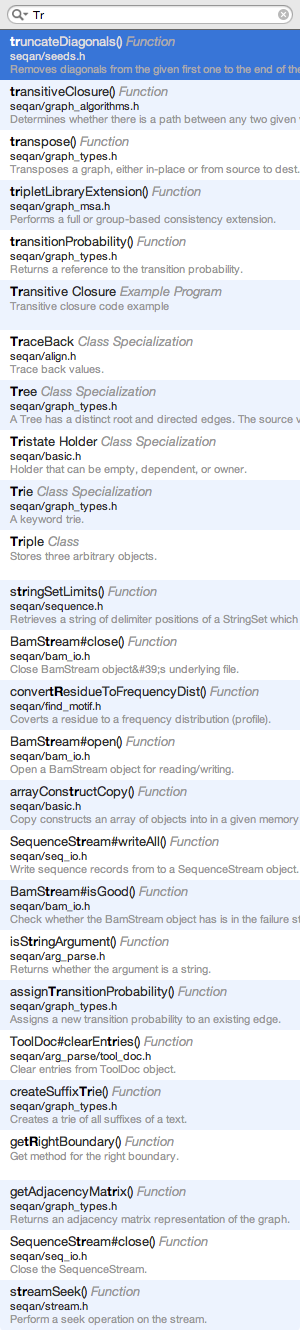 Tr
truncateDiagonals() Function
seqan/seeds.h
Removes diagonals from the given first one to the end of the
transitiveClosure() Function
seqan/graph_algorithms.h
Determines whether there is a path between any two given
transpose() Function
seqan/graph_types.h
Transposes a graph, either in-place or from source to dest.
tripletLibraryExtension() Function
seqan/graph_msa.h
Performs a full or group-based consistency extension.
transitionProbability() Function
seqan/graph_types.h
Returns a reference to the transition probability.
Transitive Closure Example Program
Transitive closure code example
TraceBack Class Specialization
seqan/align.h
Trace back values.
Tree Class Specialization
seqan/graph_types.h
A Tree has a distinct root and directed edges. The source v
Tristate Holder Class Specialization
seqan/basic.h
Holder that can be empty, dependent, or owner.
Trie Class Specialization
seqan/graph_types.h
A keyword trie.
Triple Class
Stores three arbitrary objects.
stringSetLimits() Function
seqan/sequence.h
Retrieves a string of delimiter positions of a StringSet which
BamStream#close() Function
seqan/bam_io.h
Close BamStream object&#39;s underlying file.
convertResidueToFrequencyDist() Function
seqan/find_motif.h
Coverts a residue to a frequency distribution (profile).
BamStream#open() Function
seqan/bam_io.h
Open a BamStream object for reading/writing.
arrayConstructCopy() Function
seqan/basic.h
Copy constructs an array of objects into in a given memory
SequenceStream#writeAll() Function
seqan/seq_io.h
Write sequence records from to a SequenceStream object.
BamStream#isGood() Function
seqan/bam_io.h
Check whether the BamStream object has is in the failure st
isStringArgument() Function
seqan/arg_parse.h
Returns whether the argument is a string.
assignTransitionProbability() Function
seqan/graph_types.h
Assigns a new transition probability to an existing edge.
ToolDoc#clearEntries() Function
seqan/arg_parse/tool_doc.h
Clear entries from ToolDoc object.
createSuffixTrie() Function
seqan/graph_types.h
Creates a trie of all suffixes of a text.
getRightBoundary() Function
Get method for the right boundary.
getAdjacencyMatrix() Function
seqan/graph_types.h
Returns an adjacency matrix representation of the graph.
SequenceStream#close() Function
seqan/seq_io.h
Close the SequenceStream.
streamSeek() Function
seqan/stream.h
Perform a seek operation on the stream.